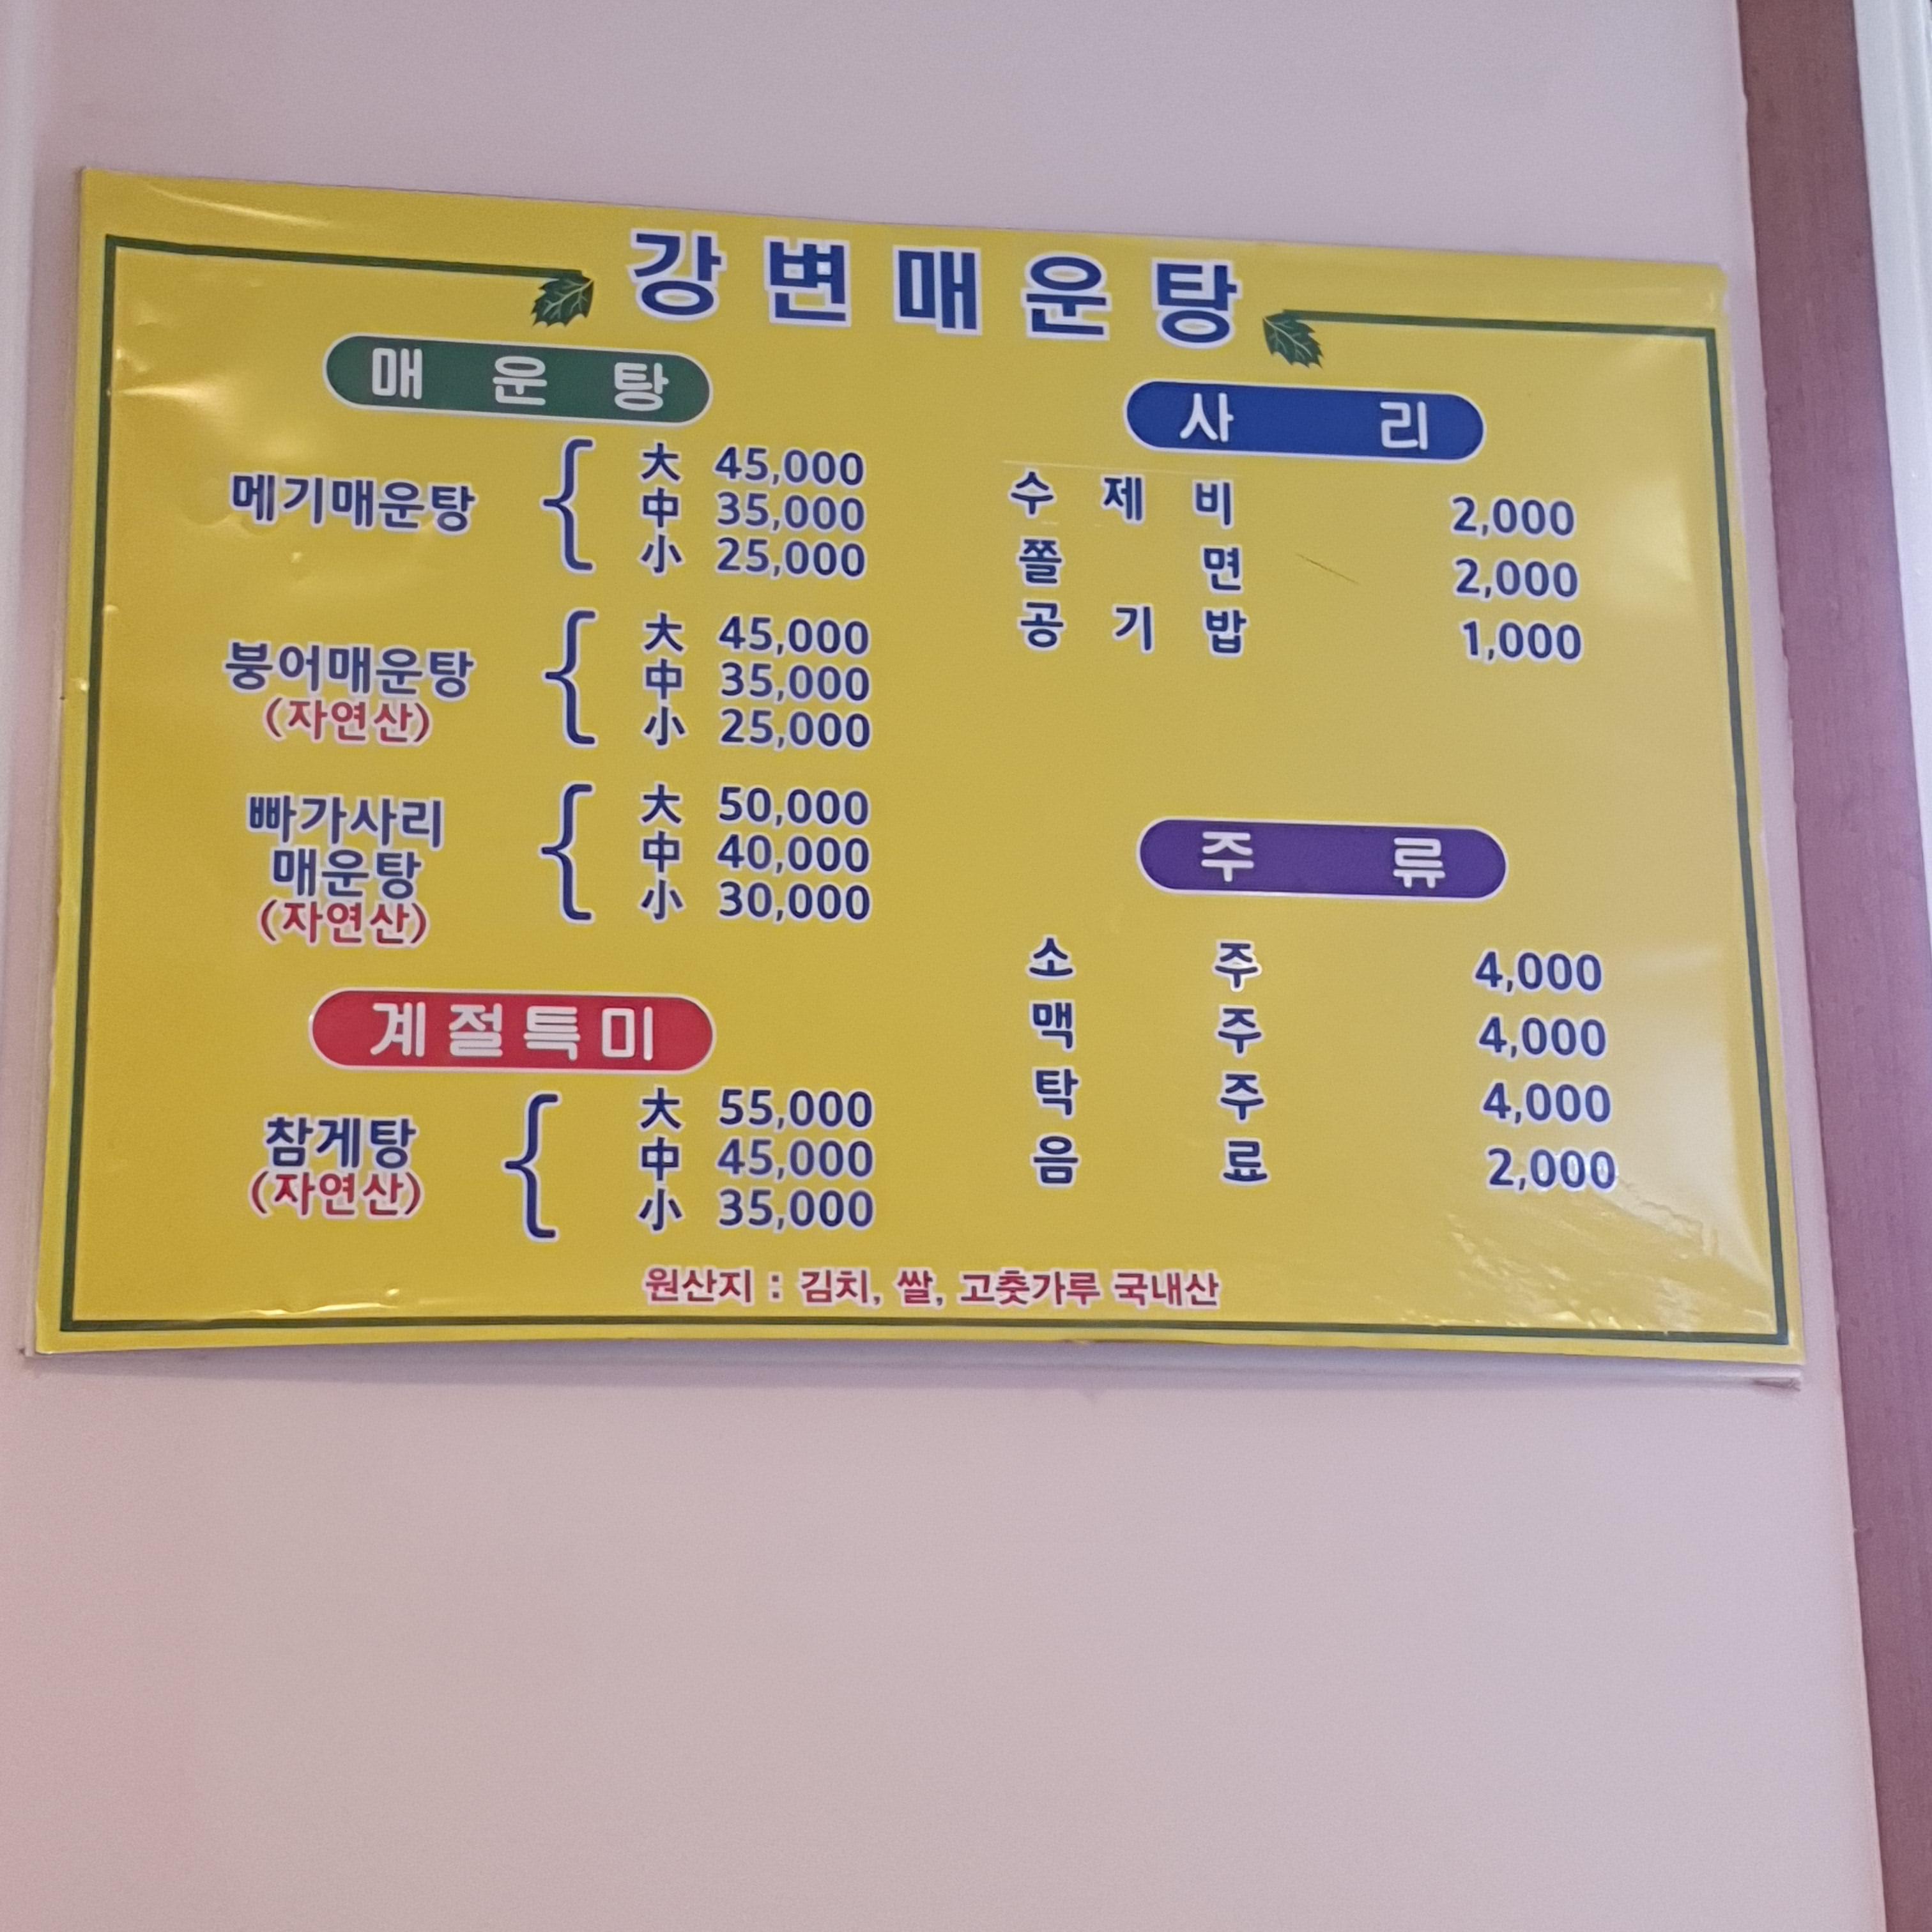 강변매운탕
매운탕
메기매운탕
大 45,000
中 35,000
小 25,000
붕어매운탕
(자연산)
大 45,000
中 35,000
小 25,000
빠가사리
매운탕
(자연산)
大 50,000
中 40,000
小 30,000
계절특미
참게탕
(자연산)
大 55,000
中 45,000
小 35,000
사리
수제비 2,000
쫄면 2,000
공기밥 1,000
주류
소주 4,000
맥주 4,000
탁주 4,000
음료 2,000
원산지 : 김치, 쌀, 고춧가루 국내산